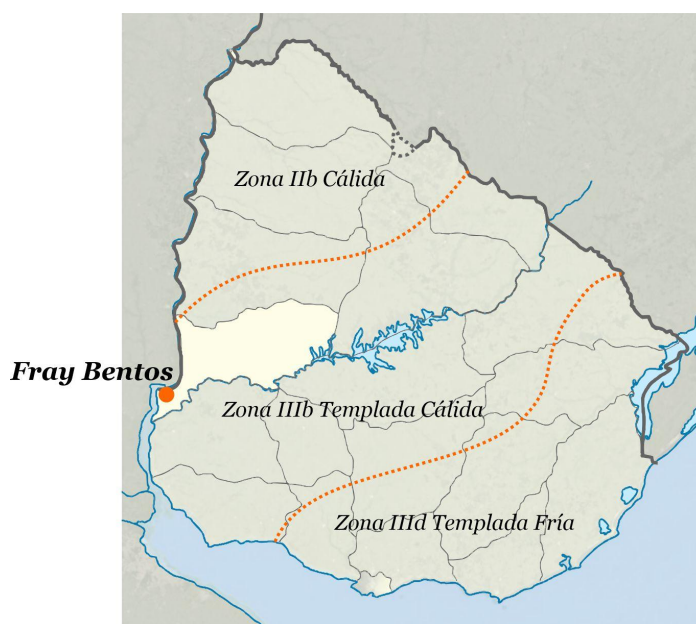 Zona IIb Cálida
Fray Bentos
Zona IIIb Templada Cálida
Zona IIId Templada Fría